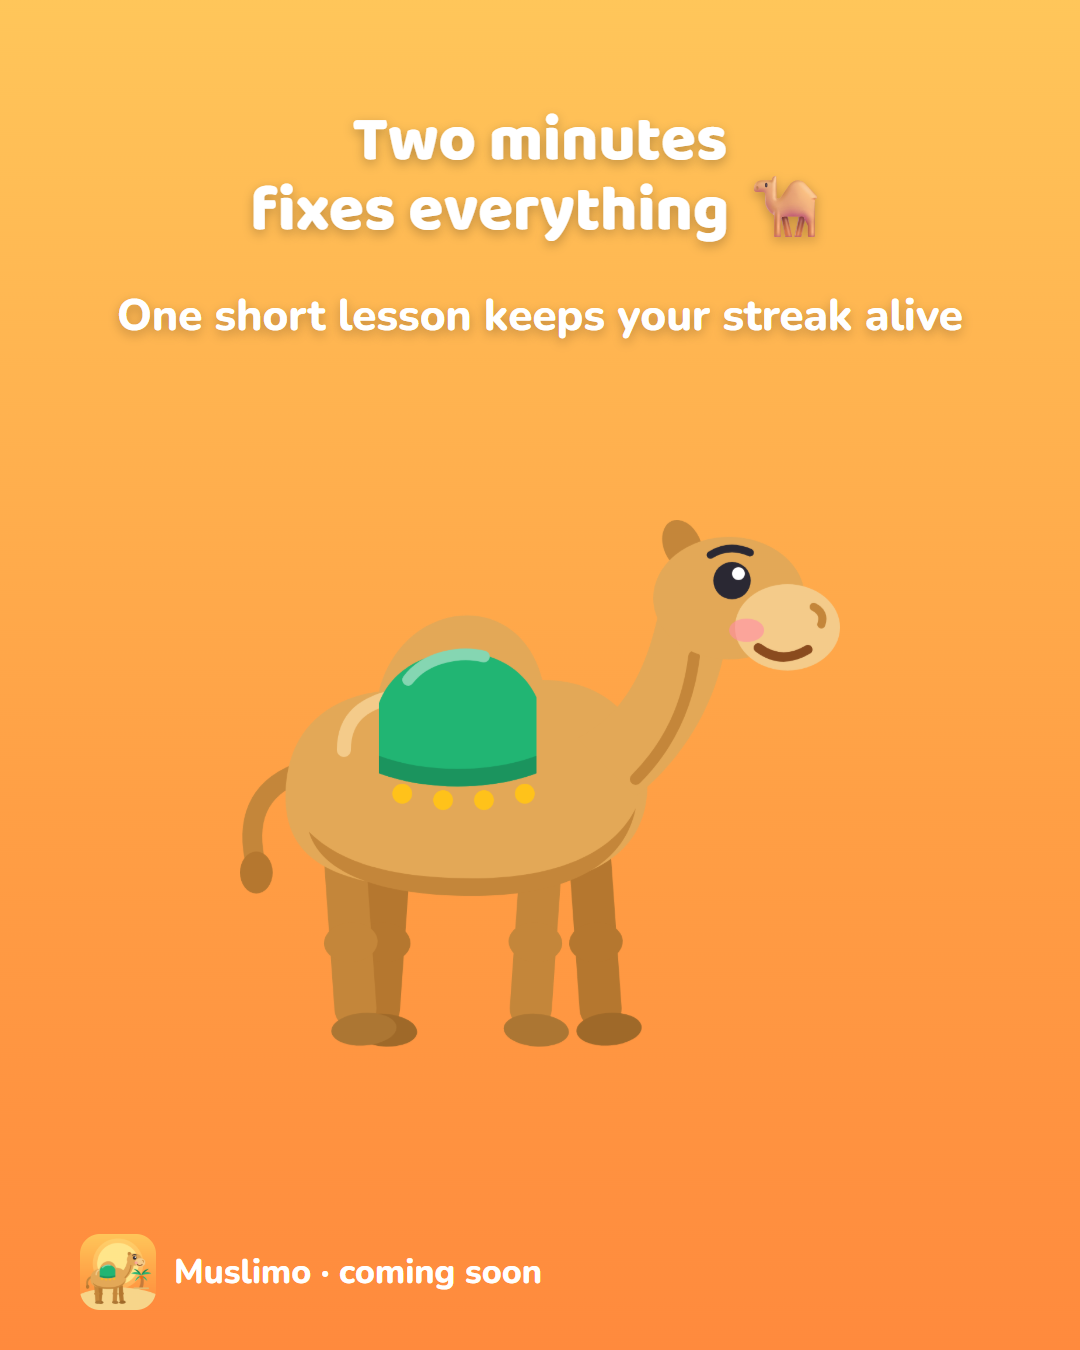 Two minutes
fixes everything 🐪
One short lesson keeps your streak alive
Muslimo · coming soon